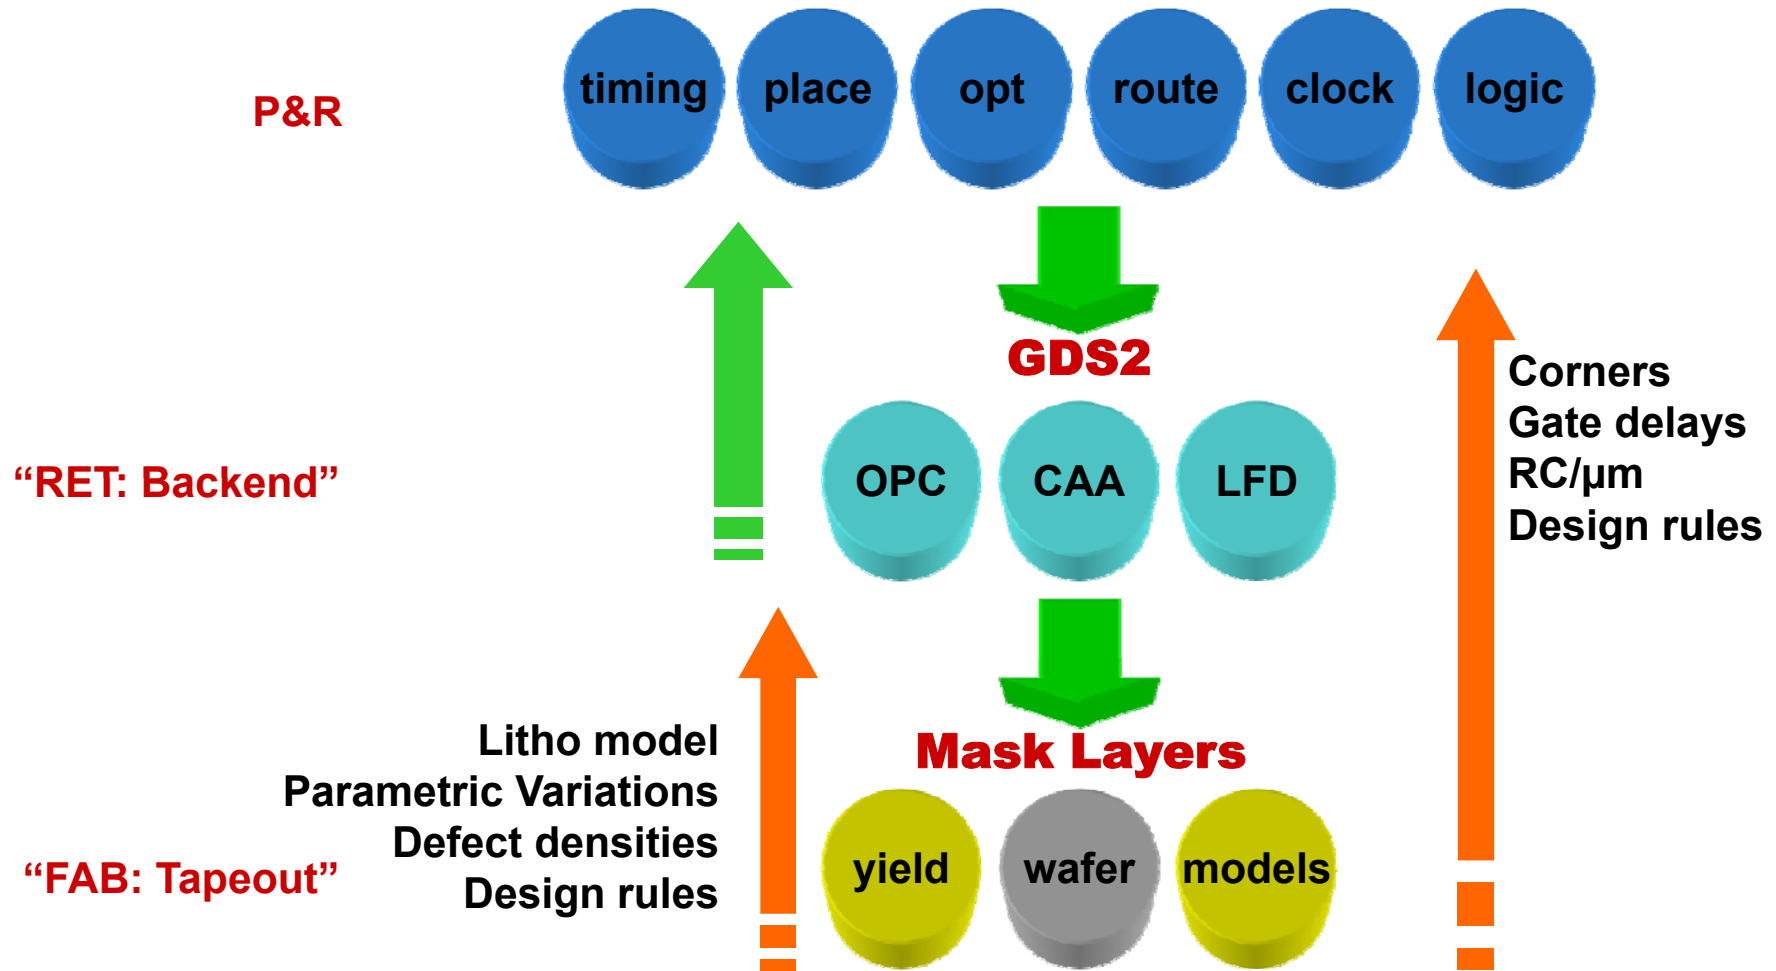 timing place opt route clock logic
P&R
GDS2
Corners
Gate delays
RC/µm
Design rules
“RET: Backend”
OPC CAA LFD
Litho model
Parametric Variations
Defect densities
Design rules
Mask Layers
“FAB: Tapeout”
yield wafer models